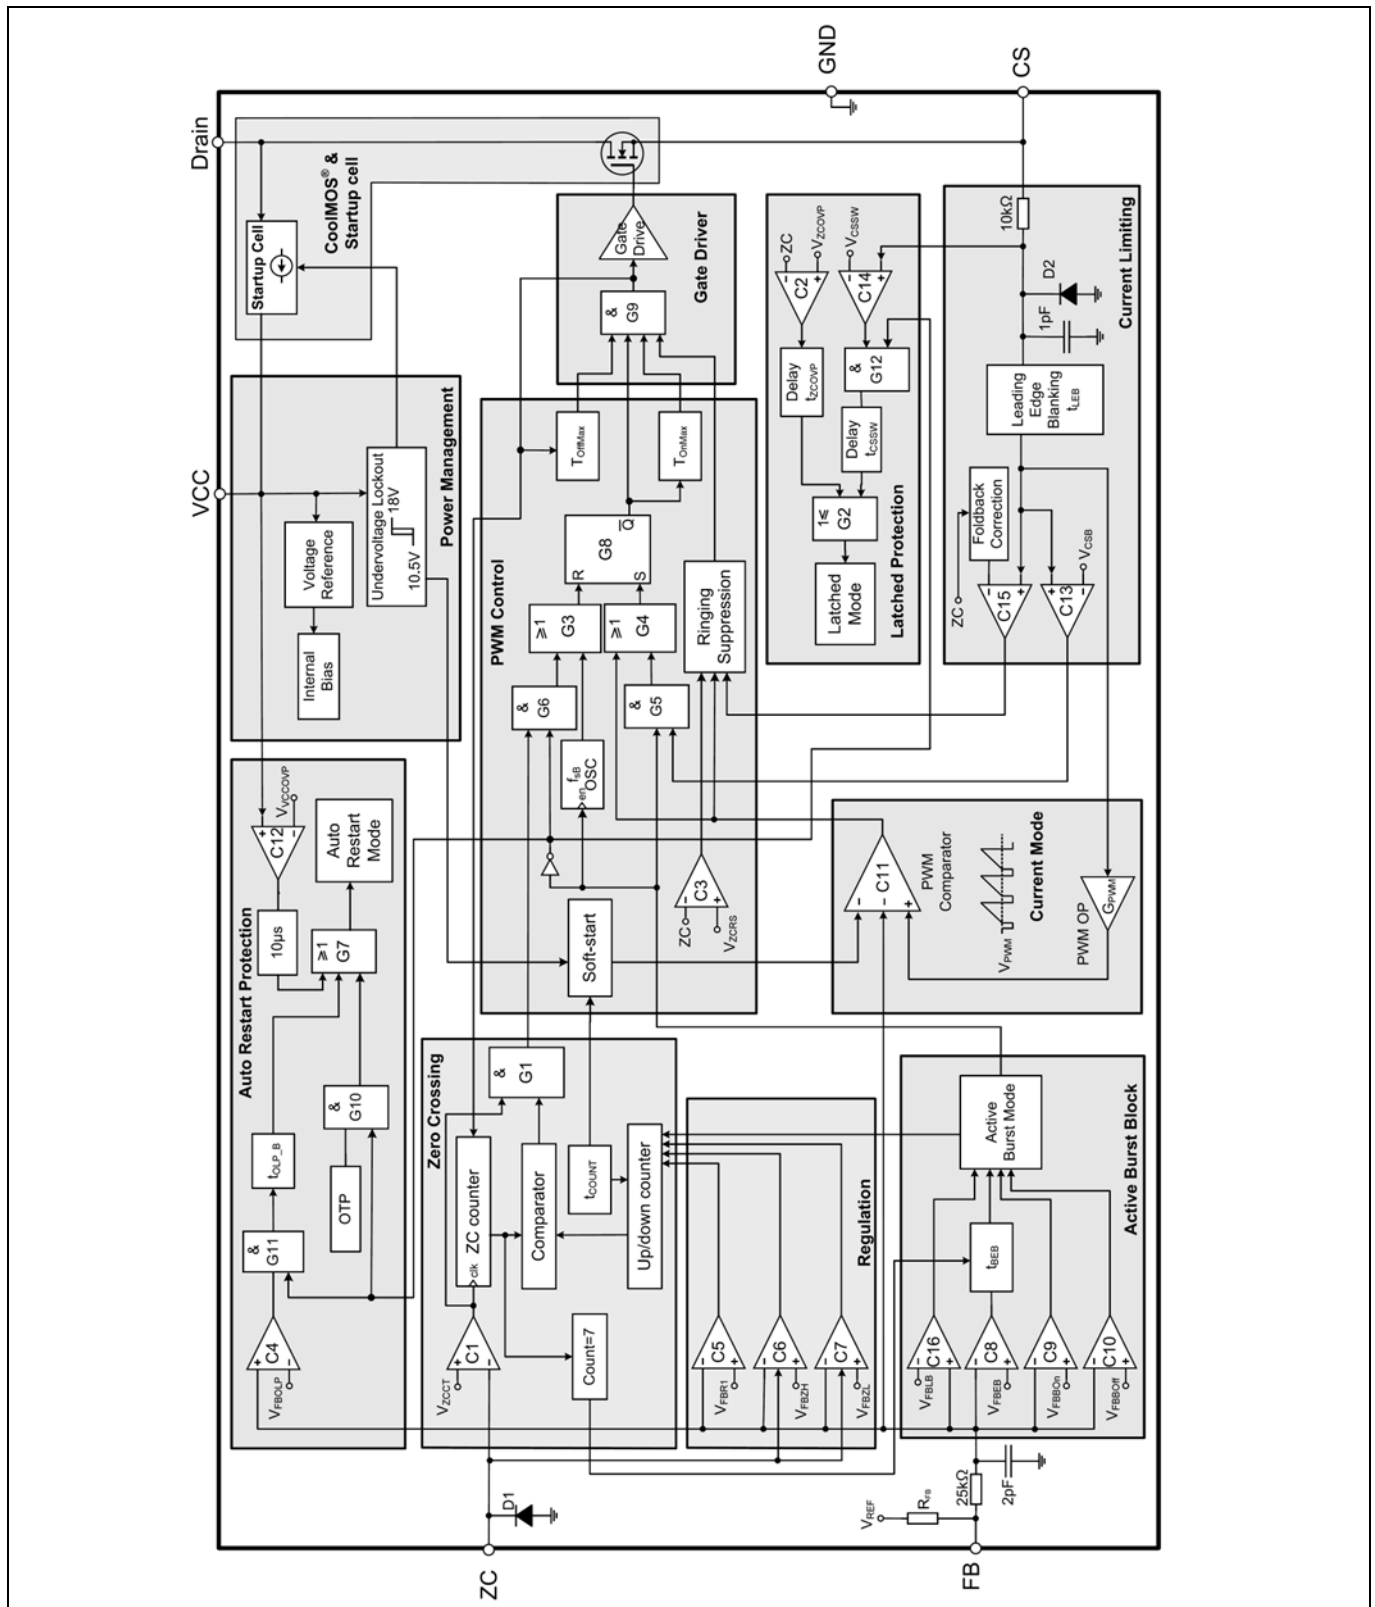 Drain
VCC
GND
CS
ZC
FB
Startup Cell
CoolMOS® &
Startup cell
Voltage
Reference
Internal
Bias
Undervoltage Lockout
18V
10.5V
Power Management
Gate
Drive
&
G9
Gate Driver
C12
+
-
VVCCOVP
10µs
Auto
Restart
Mode
≥1
G7
Auto Restart Protection
tOLP_B
&
G10
OTP
&
G11
C4
+
-
VFBOLP
PWM Control
TOffMax
TOnMax
G8
Q
R
S
≥1
G3
≥1
G4
&
G6
&
G5
en
fsB
OSC
Ringing
Suppression
Soft-start
C3
ZC
-
+
VZCRS
Latched Protection
C2
-
ZC
+
VZCOVP
C14
-
VCSSW
+
Delay
tZCOVP
&
G12
Delay
tCSSW
1≤
G2
Latched
Mode
Current Limiting
10kΩ
D2
1pF
Leading
Edge
Blanking
tLEB
Foldback
Correction
ZC
C15
-
+
C13
+
-
VCSB
Zero Crossing
&
G1
ZC counter
clk
Comparator
tCOUNT
Up/down counter
Count=7
C1
+
-
VZCCT
D1
Regulation
C5
-
+
VFBR1
C6
-
+
VFBZH
C7
-
+
VFBZL
Current Mode
C11
-
-
+
PWM
Comparator
VPWM
PWM OP
GPWM
Active Burst Block
Active
Burst Mode
tBEB
C16
-
+
VFBLB
C8
-
+
VFBEB
C9
-
+
VFBBOn
C10
-
+
VFBBOff
VREF
RFB
25kΩ
2pF